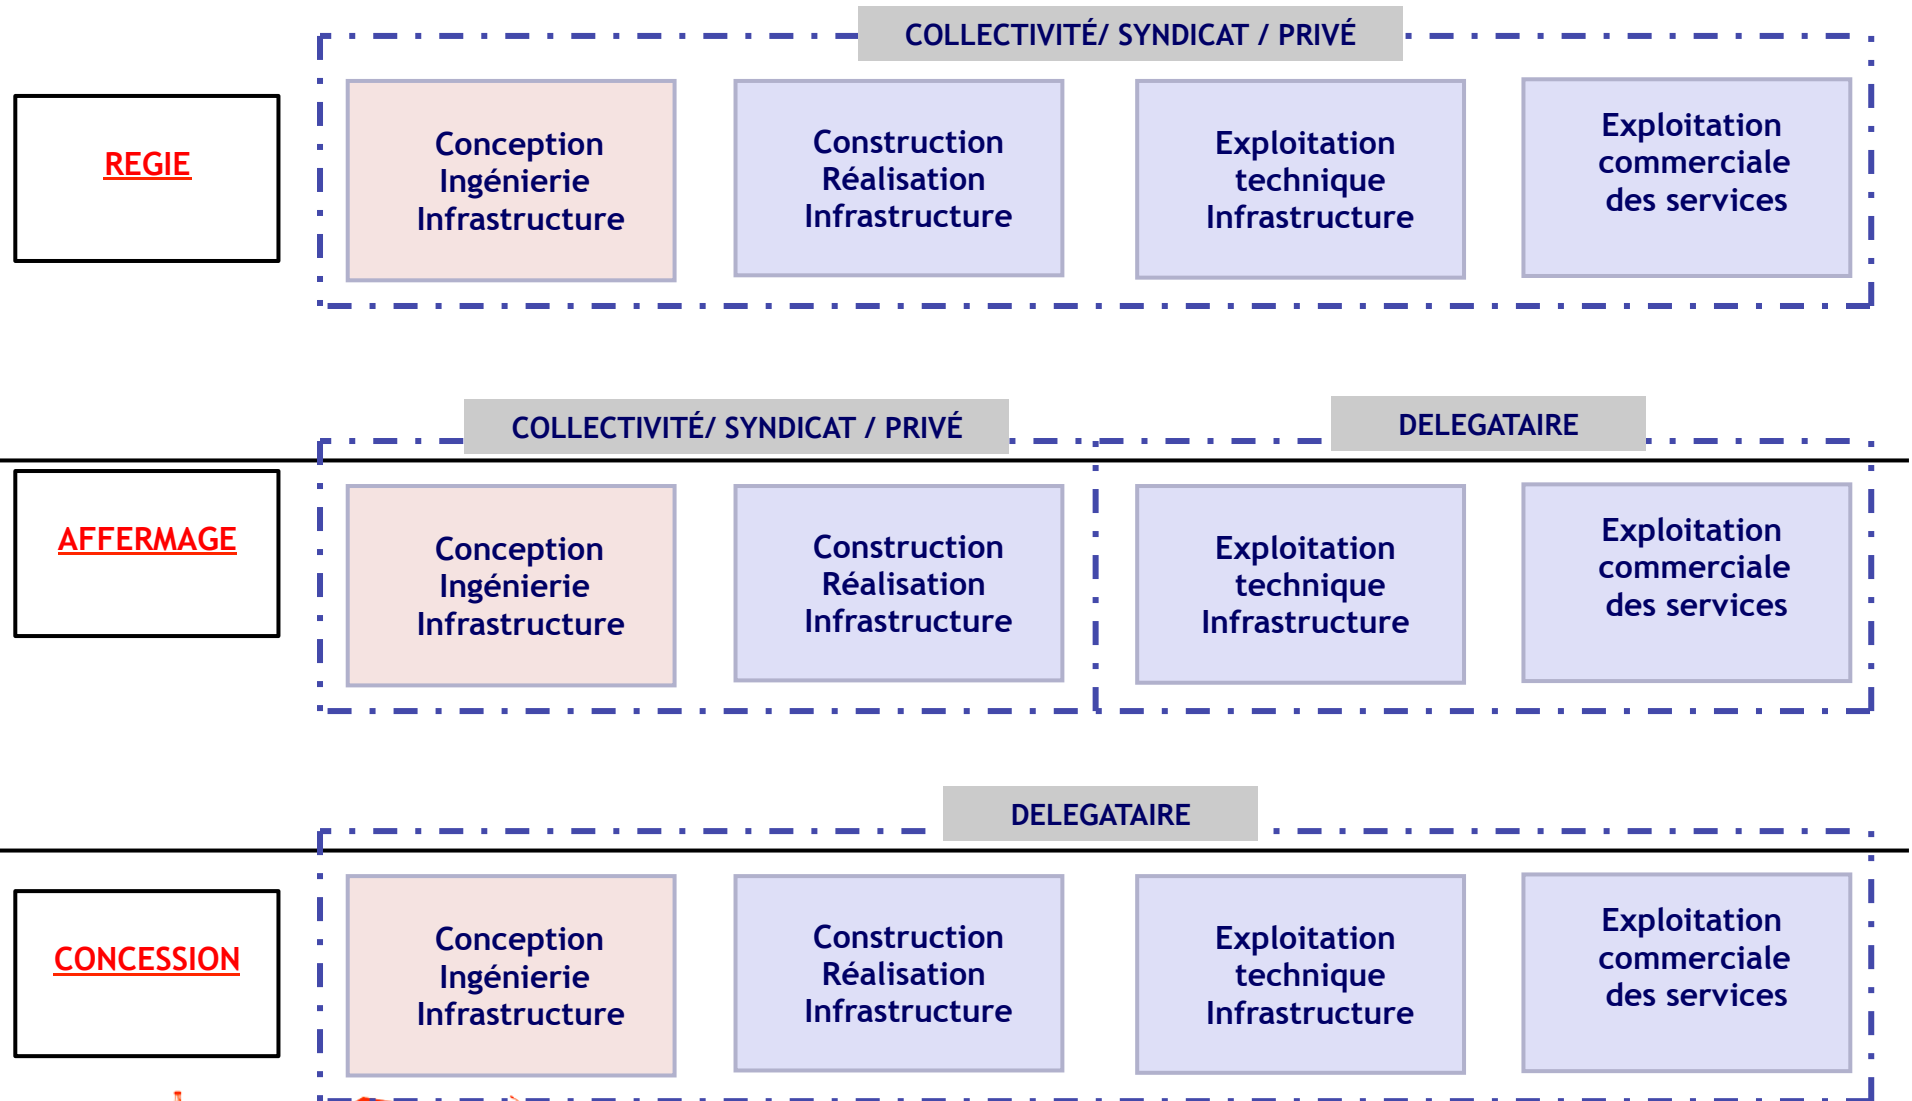 COLLECTIVITÉ/ SYNDICAT / PRIVÉ
REGIE
Conception
Ingénierie
Infrastructure
Construction
Réalisation
Infrastructure
Exploitation
technique
Infrastructure
Exploitation
commerciale
des services
COLLECTIVITÉ/ SYNDICAT / PRIVÉ
DELEGATAIRE
AFFERMAGE
Conception
Ingénierie
Infrastructure
Construction
Réalisation
Infrastructure
Exploitation
technique
Infrastructure
Exploitation
commerciale
des services
DELEGATAIRE
CONCESSION
Conception
Ingénierie
Infrastructure
Construction
Réalisation
Infrastructure
Exploitation
technique
Infrastructure
Exploitation
commerciale
des services